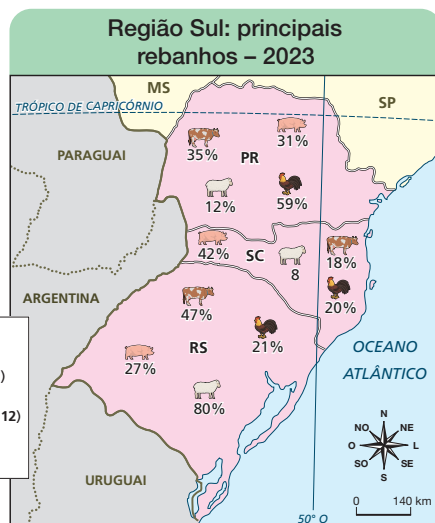 Região Sul: principais
rebanhos – 2023
MS
SP
TRÓPICO DE CAPRICÓRNIO
PARAGUAI
35%
PR
31%
12%
59%
42%
SC
8
18%
20%
ARGENTINA
47%
21%
RS
27%
80%
)
12)
OCEANO
ATLÂNTICO
URUGUAI
N
NO
NE
O
L
SO
SE
S
50° O
0
140 km